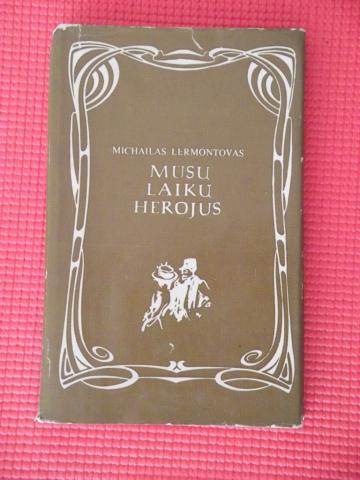 MICHAILAS LERMONTOVAS
MUSU
LAIKU
HEROJUS